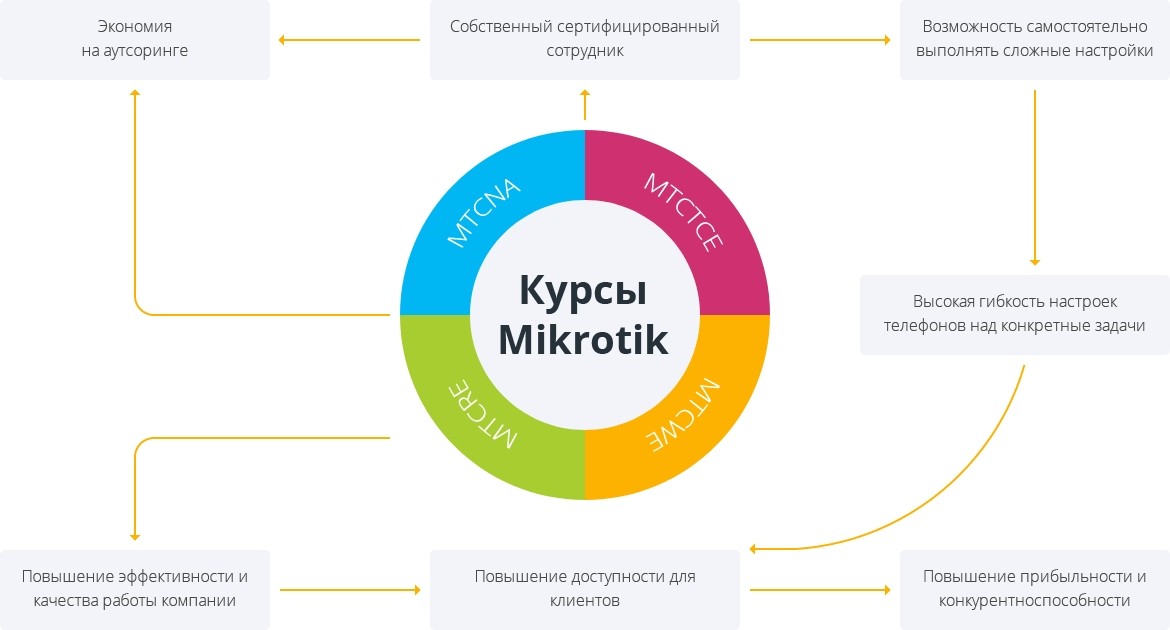 Экономия
на аутсоринге
Собственный сертифицированный
сотрудник
Возможность самостоятельно
выполнять сложные настройки
MTCNA
MTCTCE
Курсы
Mikrotik
Высокая гибкость настроек
телефонов над конкретные задачи
MTCRE
MTCWE
Повышение эффективности и
качества работы компании
Повышение доступности для
клиентов
Повышение прибыльности и
конкурентноспособности